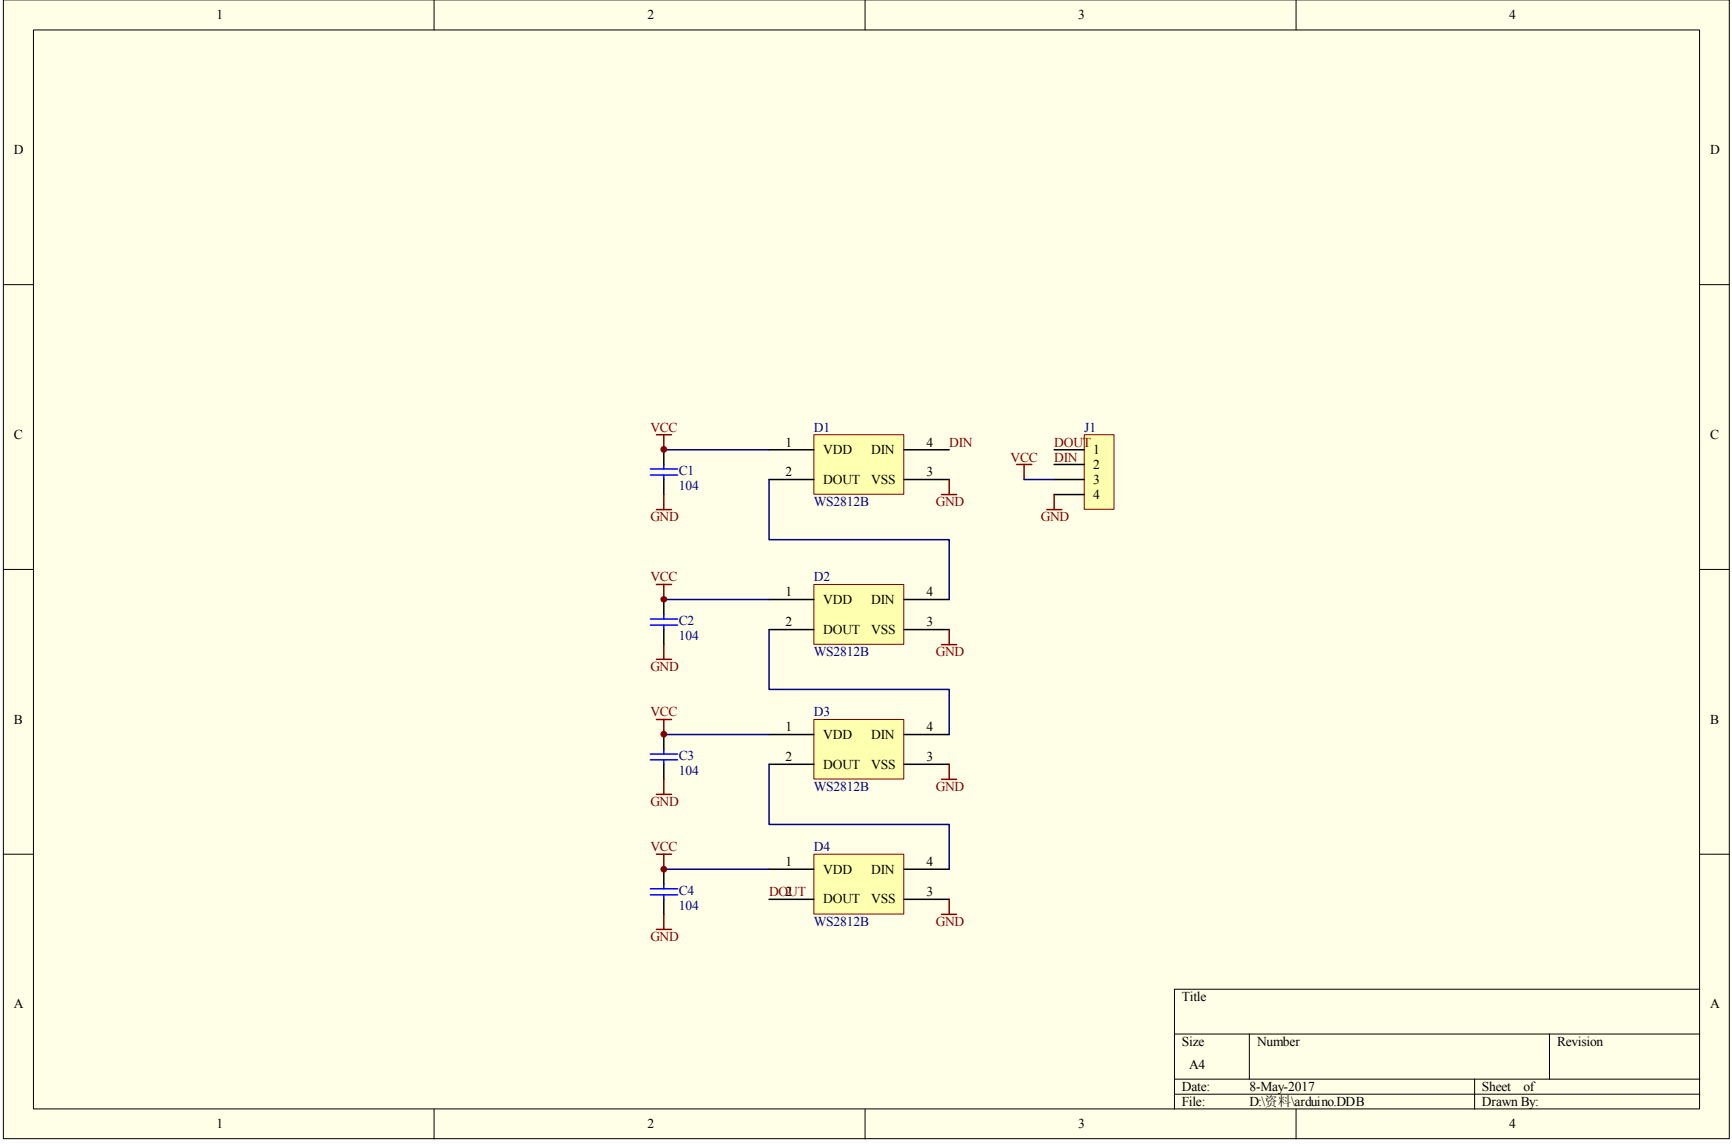 1 2 3 4
D D
C C
B B
A A
VCC
C1
104
GND
D1
1 VDD DIN 4 DIN
2 DOUT VSS 3
WS2812B
GND
J1
DOUT 1
VCC DIN 2
3
4
GND
VCC
C2
104
GND
D2
1 VDD DIN 4
2 DOUT VSS 3
WS2812B
GND
VCC
C3
104
GND
D3
1 VDD DIN 4
2 DOUT VSS 3
WS2812B
GND
VCC
C4
104
GND
D4
1 VDD DIN 4
DOUT 2 DOUT VSS 3
WS2812B
GND
Title
Size Number Revision
A4
Date: 8-May-2017 Sheet of
File: D:\资料\arduino.DDB Drawn By:
1 2 3 4